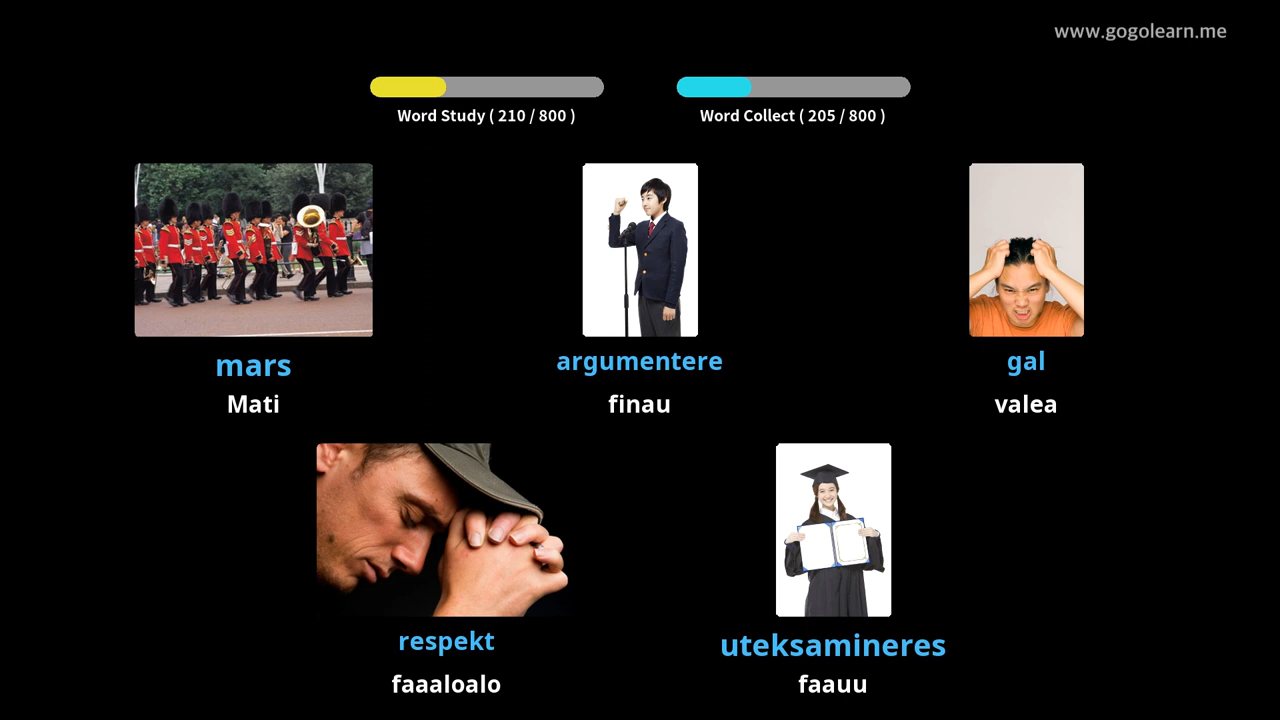 www.gogolearn.me
Word Study ( 210 / 800 )
Word Collect ( 205 / 800 )
mars
Mati
argumentere
finau
gal
valea
respekt
faaaloalo
uteksamineres
faauu